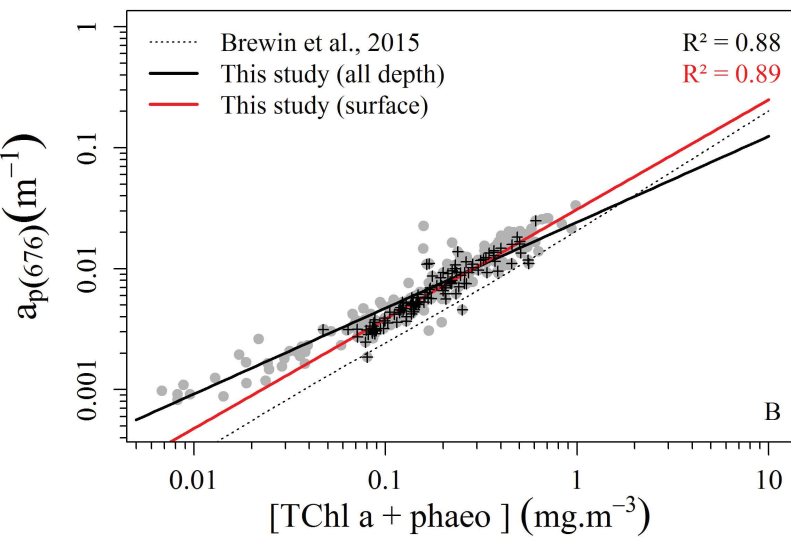 Brewin et al., 2015
R² = 0.88
This study (all depth)
R² = 0.89
This study (surface)
1
0.1
0.01
0.001
aₚ(676)(m⁻¹)
B
0.01
0.1
1
10
[TChl a + phaeo ] (mg.m⁻³)